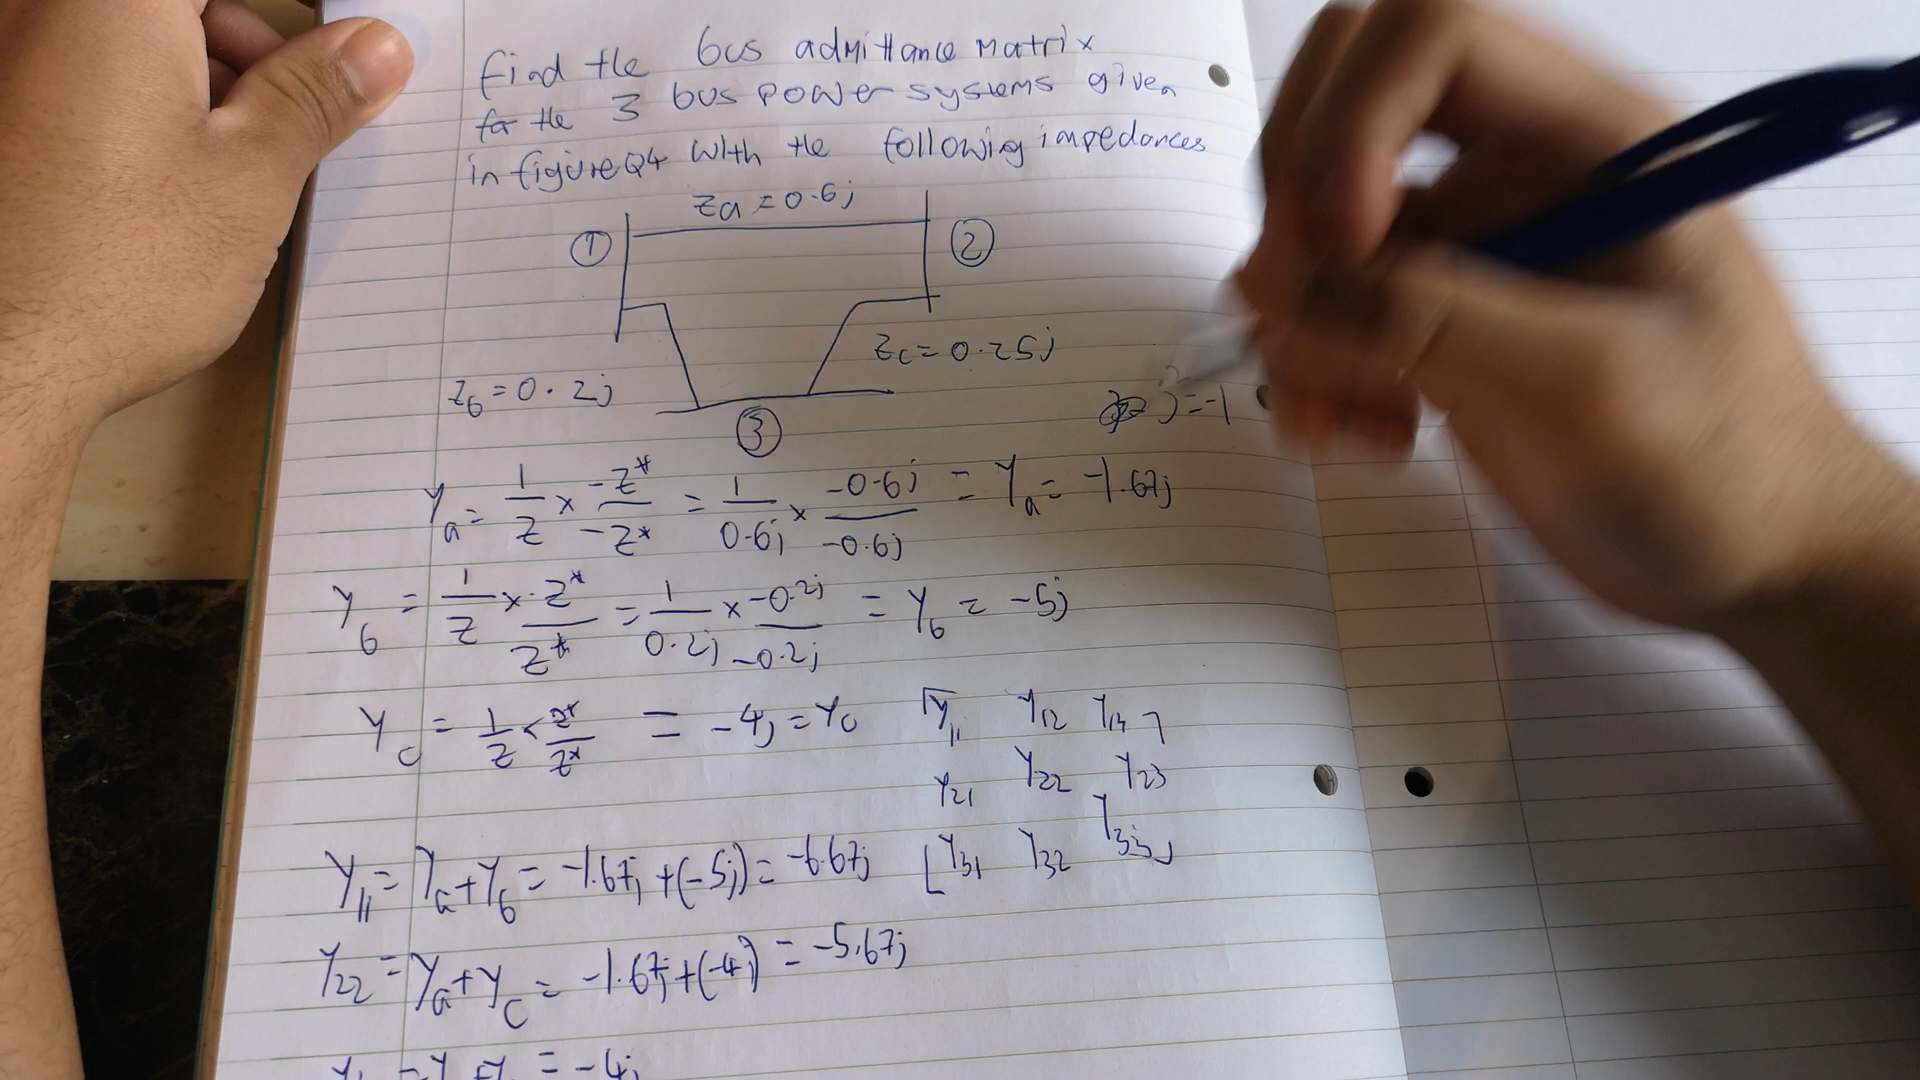 find the bus admittance matrix
for the 3 bus power systems given
in figure Q4 with the following impedances
Za = 0.6j
① ②
Zc = 0.25j
Zb = 0.2j
j² = -1
③
Ya = 1/Z × -Z*/-Z* = 1/0.6j × -0.6j/-0.6j = Ya = -1.67j
Yb = 1/Z × Z*/Z* = 1/0.2j × -0.2j/-0.2j = Yb = -5j
Yc = 1/Z × Z*/Z* = -4j = Yc
Y11 Y12 Y13
Y21 Y22 Y23
Y31 Y32 Y33
Y11 = Ya + Yb = -1.67j + (-5j) = -6.67j
Y22 = Ya + Yc = -1.67j + (-4j) = -5.67j
= -4j